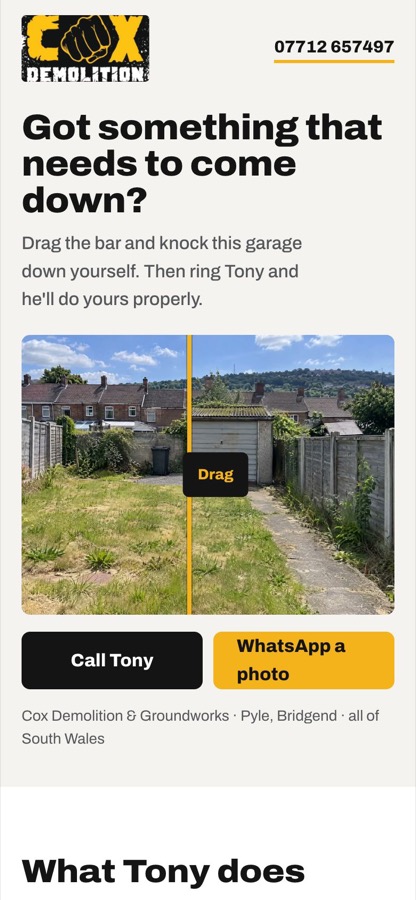 COX
DEMOLITION
07712 657497
Got something that
needs to come
down?
Drag the bar and knock this garage
down yourself. Then ring Tony and
he'll do yours properly.
Drag
Call Tony
WhatsApp a
photo
Cox Demolition & Groundworks · Pyle, Bridgend · all of
South Wales
What Tony does